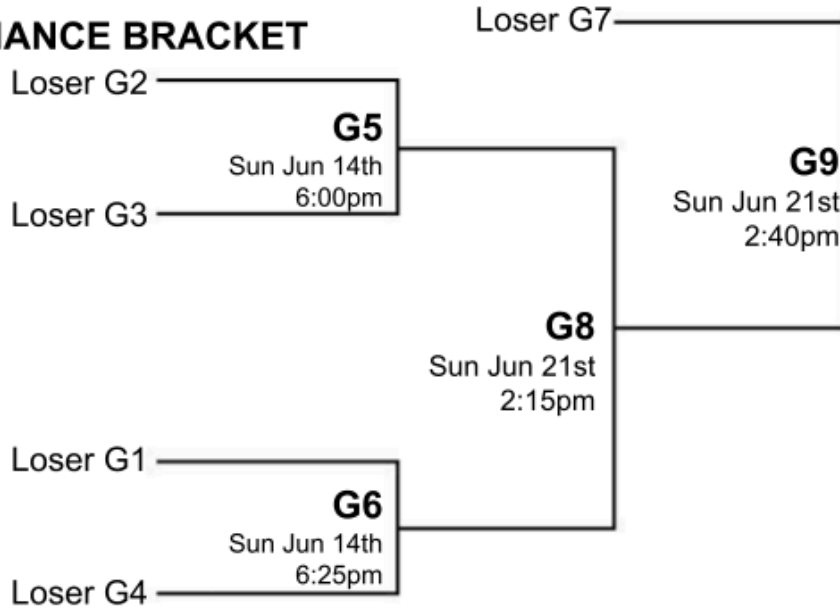 IANCE BRACKET
Loser G7
Loser G2
G5
Sun Jun 14th
6:00pm
Loser G3
G9
Sun Jun 21st
2:40pm
G8
Sun Jun 21st
2:15pm
Loser G1
G6
Sun Jun 14th
6:25pm
Loser G4